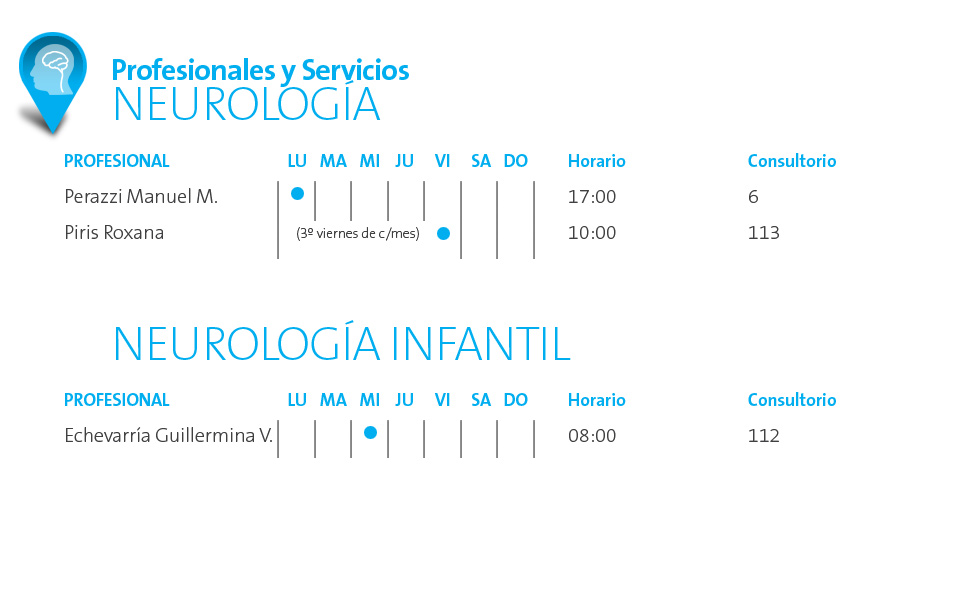 Profesionales y Servicios
NEUROLOGÍA
PROFESIONAL LU MA MI JU VI SA DO Horario Consultorio
Perazzi Manuel M. 17:00 6
Piris Roxana (3º viernes de c/mes) 10:00 113
NEUROLOGÍA INFANTIL
PROFESIONAL LU MA MI JU VI SA DO Horario Consultorio
Echevarría Guillermina V. 08:00 112